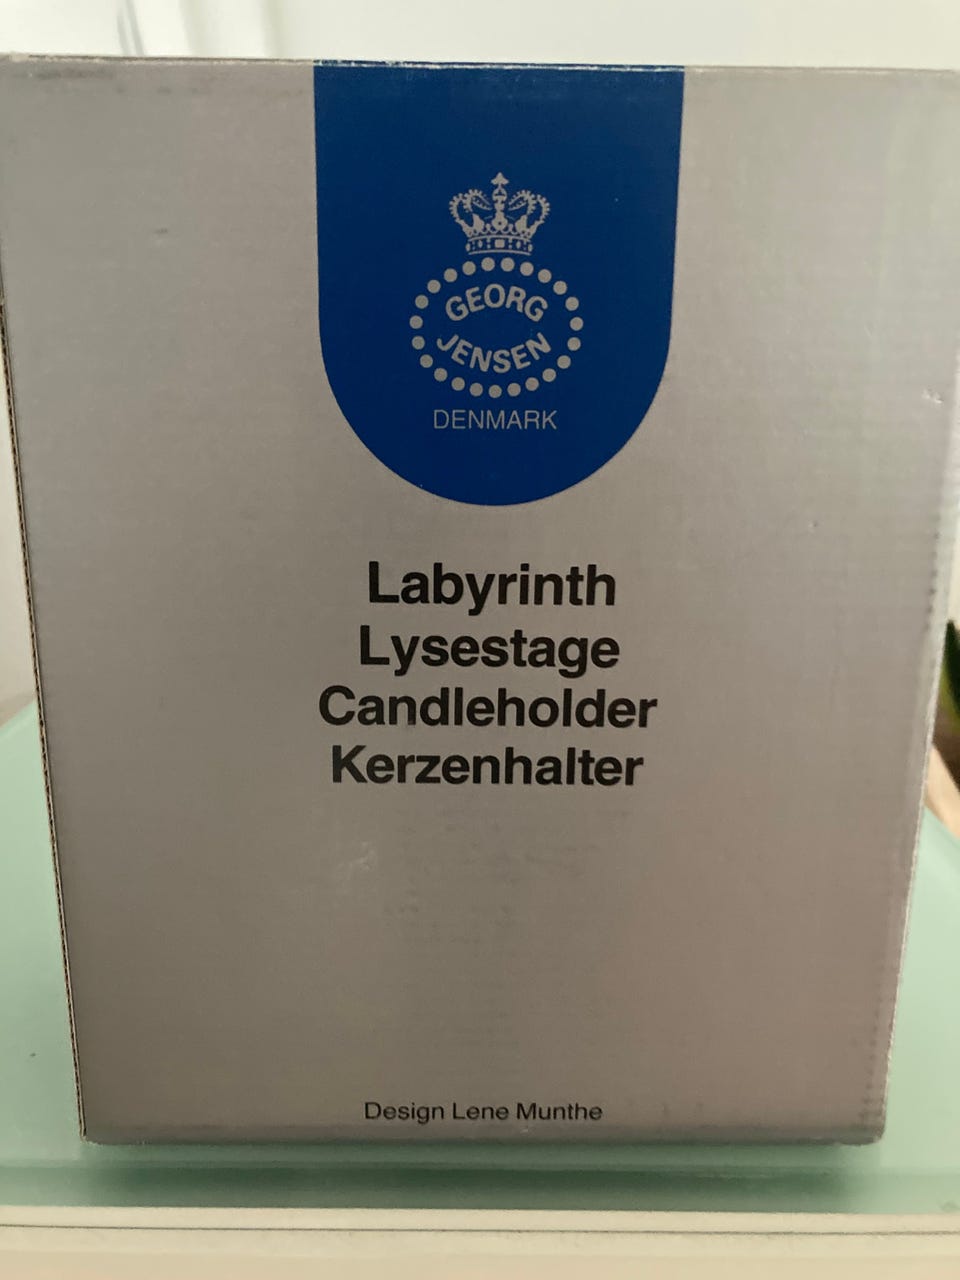 GEORG
JENSEN
DENMARK
Labyrinth
Lysestage
Candleholder
Kerzenhalter
Design Lene Munthe